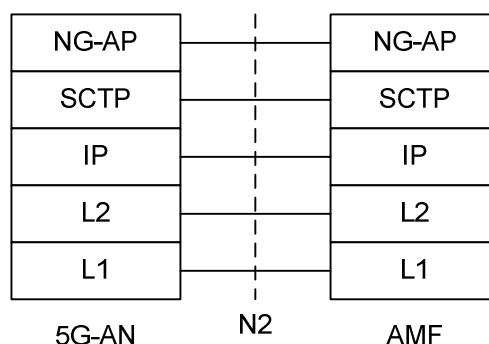 NG-AP NG-AP
SCTP SCTP
IP IP
L2 L2
L1 L1
5G-AN N2 AMF